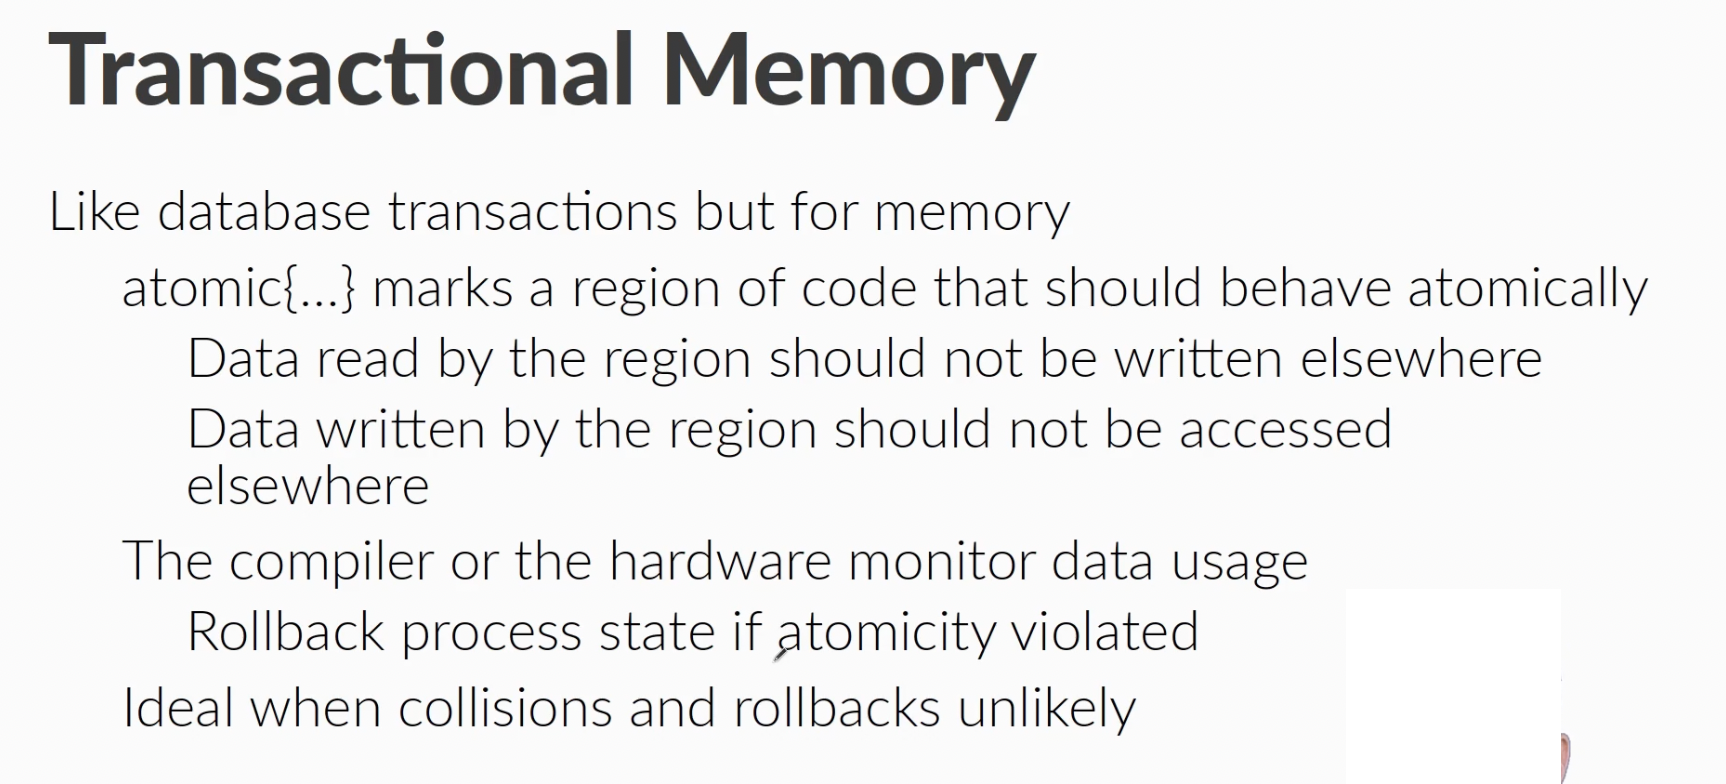 Transactional Memory
Like database transactions but for memory
atomic{...} marks a region of code that should behave atomically
Data read by the region should not be written elsewhere
Data written by the region should not be accessed
elsewhere
The compiler or the hardware monitor data usage
Rollback process state if atomicity violated
Ideal when collisions and rollbacks unlikely